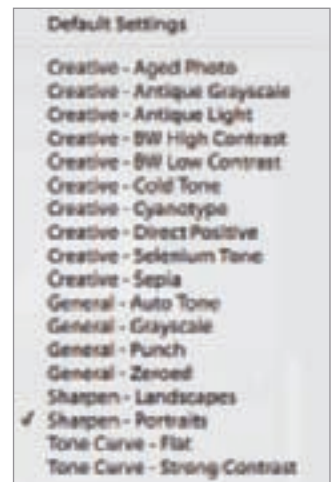 Default Settings
Creative - Aged Photo
Creative - Antique Grayscale
Creative - Antique Light
Creative - BW High Contrast
Creative - BW Low Contrast
Creative - Cold Tone
Creative - Cyanotype
Creative - Direct Positive
Creative - Selenium Tone
Creative - Sepia
General - Auto Tone
General - Grayscale
General - Punch
General - Zeroed
Sharpen - Landscapes
✓ Sharpen - Portraits
Tone Curve - Flat
Tone Curve - Strong Contrast